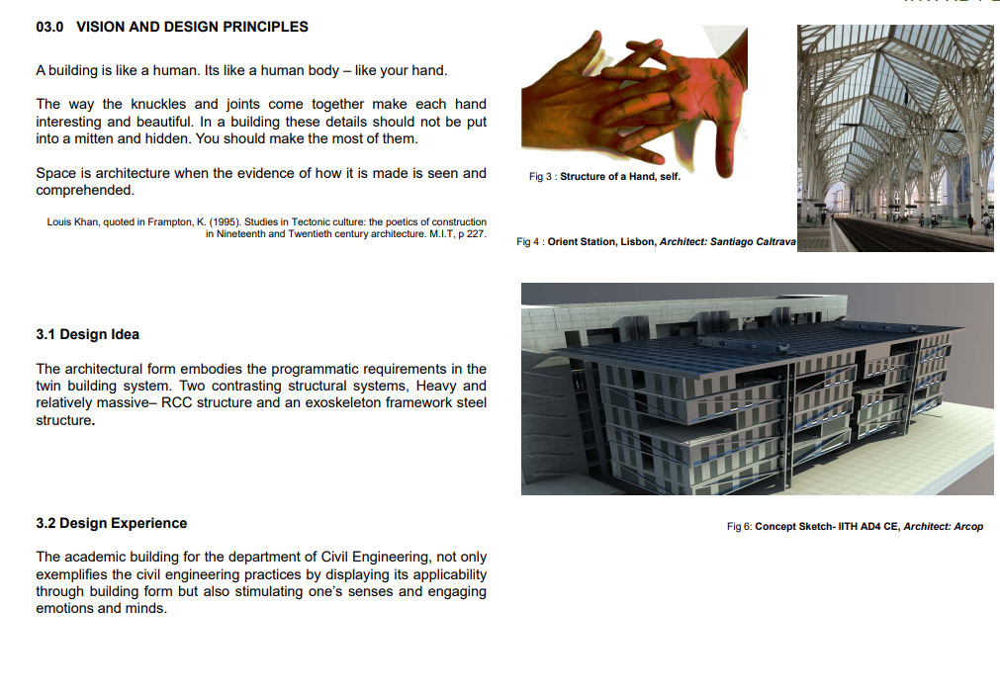 03.0 VISION AND DESIGN PRINCIPLES
A building is like a human. Its like a human body – like your hand.
The way the knuckles and joints come together make each hand
interesting and beautiful. In a building these details should not be put
into a mitten and hidden. You should make the most of them.
Space is architecture when the evidence of how it is made is seen and
comprehended.
Louis Khan, quoted in Frampton, K. (1995). Studies in Tectonic culture: the poetics of construction
in Nineteenth and Twentieth century architecture. M.I.T, p 227.
3.1 Design Idea
The architectural form embodies the programmatic requirements in the
twin building system. Two contrasting structural systems, Heavy and
relatively massive– RCC structure and an exoskeleton framework steel
structure.
3.2 Design Experience
The academic building for the department of Civil Engineering, not only
exemplifies the civil engineering practices by displaying its applicability
through building form but also stimulating one's senses and engaging
emotions and minds.
Fig 3 : Structure of a Hand, self.
Fig 4 : Orient Station, Lisbon, Architect: Santiago Caltrava
Fig 6: Concept Sketch- IITH AD4 CE, Architect: Arcop